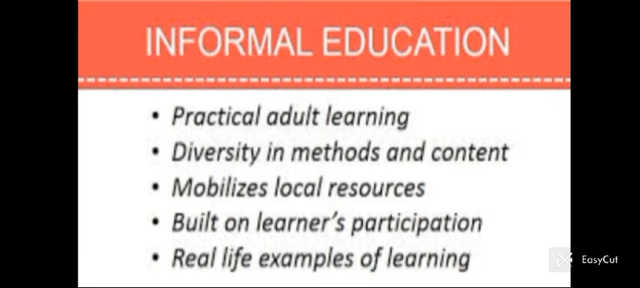 INFORMAL EDUCATION
• Practical adult learning
• Diversity in methods and content
• Mobilizes local resources
• Built on learner's participation
• Real life examples of learning
EasyCut